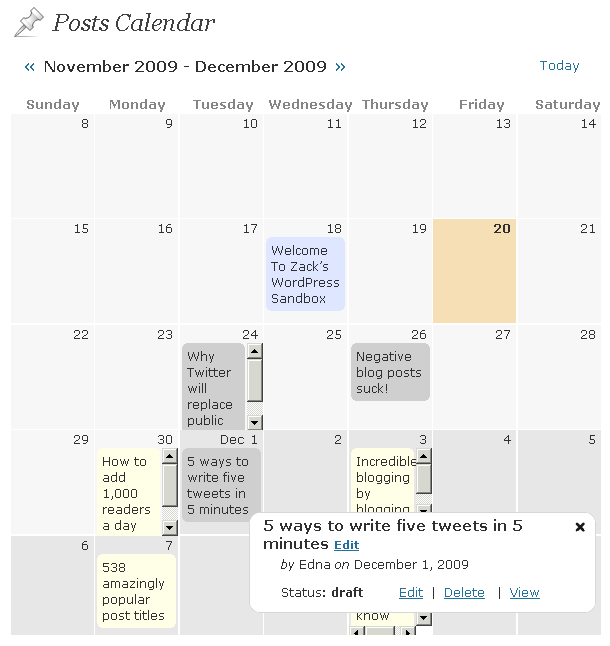 Posts Calendar
« November 2009 - December 2009 »
Today
Sunday Monday Tuesday Wednesday Thursday Friday Saturday
8 9 10 11 12 13 14
15 16 17 18 19 20 21
Welcome
To Zack's
WordPress
Sandbox
22 23 24 25 26 27 28
Why
Twitter
will
replace
public
Negative
blog posts
suck!
29 30 Dec 1 2 3 4 5
How to
add
1,000
readers
a day
5 ways to
write five
tweets in
5 minutes
Incredible
blogging
by
blogging
6 7
538
amazingly
popular
post titles
know
5 ways to write five tweets in 5
minutes Edit
by Edna on December 1, 2009
Status: draft Edit | Delete | View